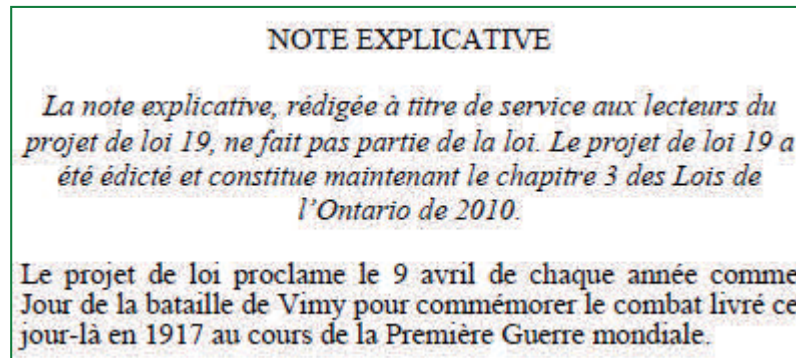 NOTE EXPLICATIVE
La note explicative, rédigée à titre de service aux lecteurs du
projet de loi 19, ne fait pas partie de la loi. Le projet de loi 19 a
été édicté et constitue maintenant le chapitre 3 des Lois de
l’Ontario de 2010.
Le projet de loi proclame le 9 avril de chaque année comme
Jour de la bataille de Vimy pour commémorer le combat livré ce
jour-là en 1917 au cours de la Première Guerre mondiale.